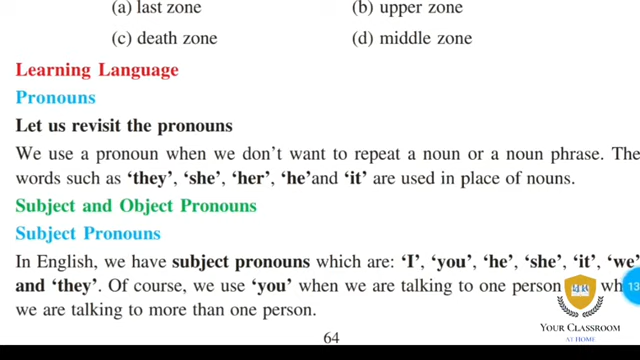 (a) last zone (b) upper zone
(c) death zone (d) middle zone
Learning Language
Pronouns
Let us revisit the pronouns
We use a pronoun when we don't want to repeat a noun or a noun phrase. The
words such as 'they', 'she', 'her', 'he'and 'it' are used in place of nouns.
Subject and Object Pronouns
Subject Pronouns
In English, we have subject pronouns which are: 'I', 'you', 'he', 'she', 'it', 'we'
and 'they'. Of course, we use 'you' when we are talking to one person
we are talking to more than one person.
64
13
YOUR CLASSROOM
AT HOME